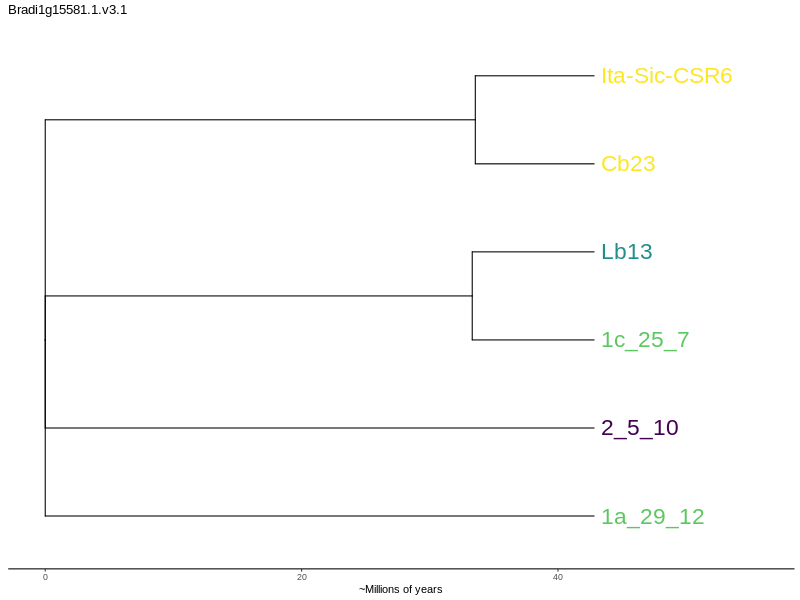 Bradi1g15581.1.v3.1
Ita-Sic-CSR6
Cb23
Lb13
1c_25_7
2_5_10
1a_29_12
0 20 40
~Millions of years